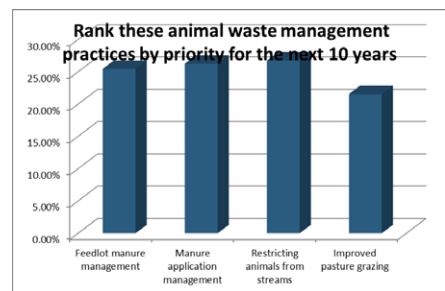 Rank these animal waste management
practices by priority for the next 10 years
30.00%
25.00%
20.00%
15.00%
10.00%
5.00%
0.00%
Feedlot manure
management
Manure
application
management
Restricting
animals from
streams
Improved
pasture grazing